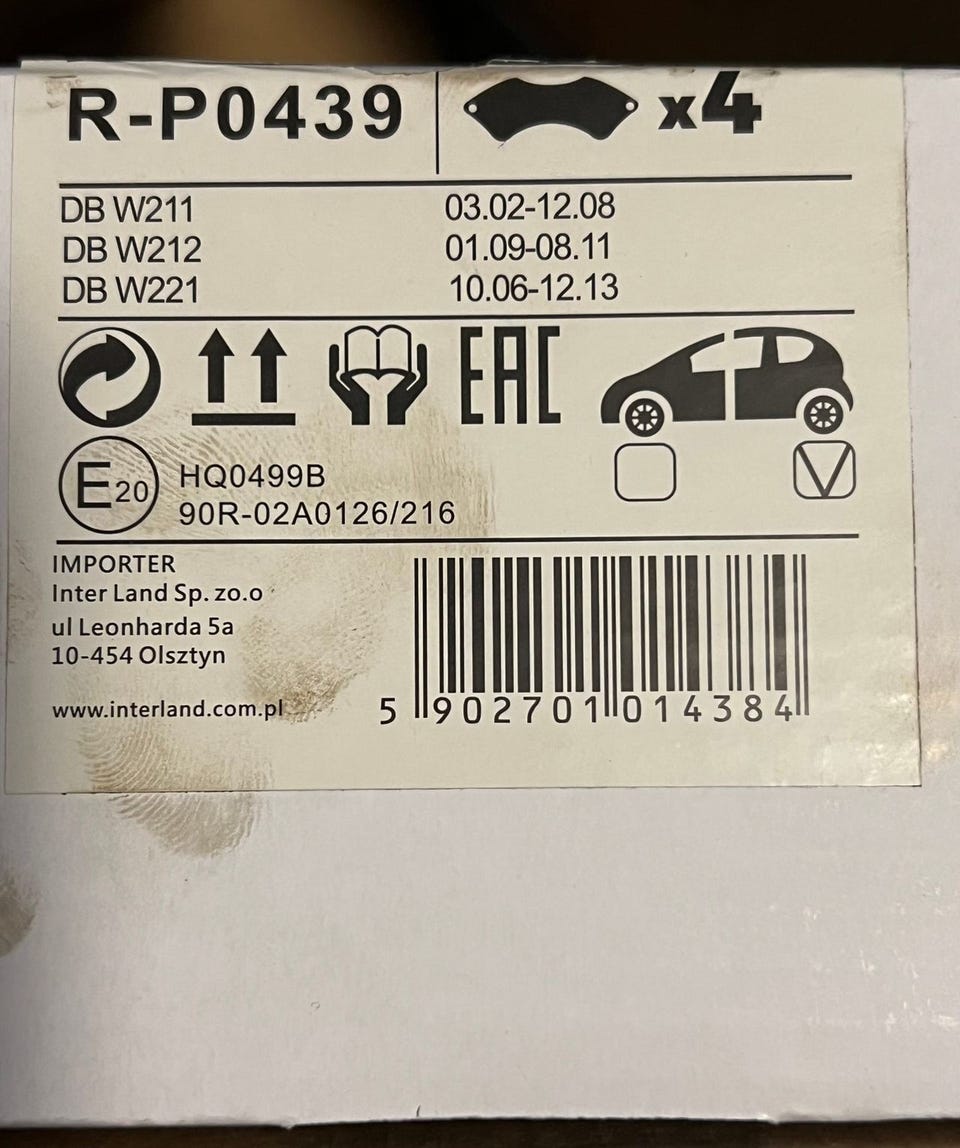 R-P0439
x4
DB W211 03.02-12.08
DB W212 01.09-08.11
DB W221 10.06-12.13
EAC
E20
HQ0499B
90R-02A0126/216
IMPORTER
Inter Land Sp. zo.o
ul Leonharda 5a
10-454 Olsztyn
www.interland.com.pl
5 902701 014384